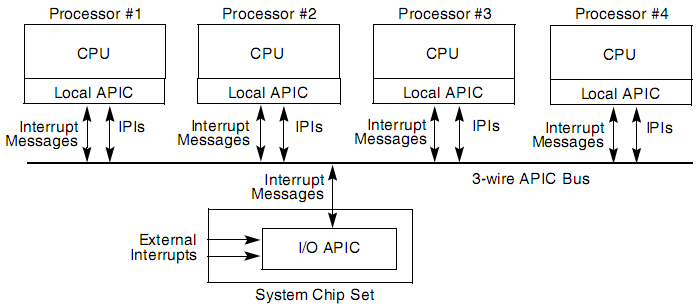 Processor #1
Processor #2
Processor #3
Processor #4
CPU
CPU
CPU
CPU
Local APIC
Local APIC
Local APIC
Local APIC
Interrupt
Messages
IPIs
Interrupt
Messages
IPIs
Interrupt
Messages
IPIs
Interrupt
Messages
IPIs
Interrupt
Messages
3-wire APIC Bus
External
Interrupts
I/O APIC
System Chip Set